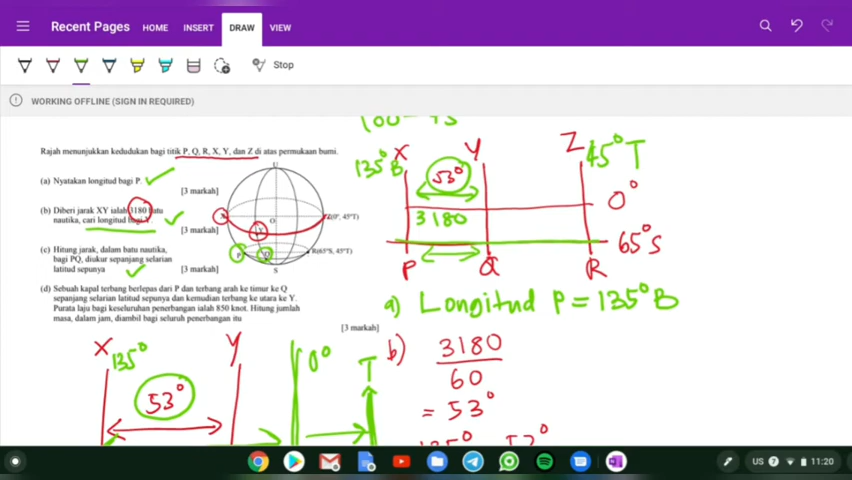 Recent Pages HOME INSERT DRAW VIEW
Stop
WORKING OFFLINE (SIGN IN REQUIRED)
Rajah menunjukkan kedudukan bagi titik P, Q, R, X, Y, dan Z di atas permukaan bumi.
(a) Nyatakan longitud bagi P.
[3 markah]
(b) Diberi jarak XY ialah 3180 batu
nautika, cari longitud bagi Y.
[3 markah]
(c) Hitung jarak, dalam batu nautika,
bagi PQ, diukur sepanjang selarian
latitud sepunya
[3 markah]
(d) Sebuah kapal terbang berlepas dari P dan terbang arah ke timur ke Q
sepanjang selarian latitud sepunya dan kemudian terbang ke utara ke Y.
Purata laju bagi keseluruhan penerbangan ialah 850 knot. Hitung jumlah
masa, dalam jam, diambil bagi seluruh penerbangan itu
[3 markah]
U
X
O
Z(0°, 45°T)
Y
P
Q
R(65°S, 45°T)
S
X Y Z 45°T
135°B
53°
0°
3180
65°S
P Q R
a) Longitud P = 135°B
b) 3180
60
= 53°
X Y
135°
0°
T
53°